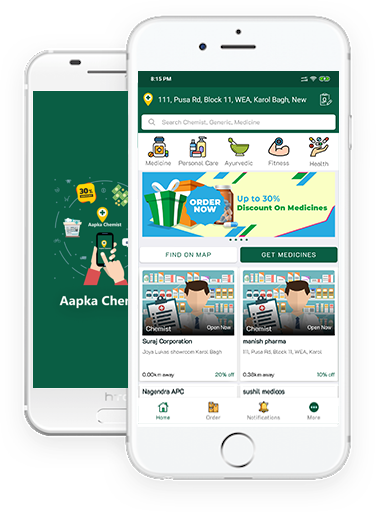 30%
Aapka Chemist
Aapka Chem
8:15 PM
111, Pusa Rd, Block 11, WEA, Karol Bagh, New
Search Chemist, Generic, Medicine
Medicine
Personal Care
Ayurvedic
Fitness
Health
ORDER
NOW
Up to 30%
Discount On Medicines
FIND ON MAP
GET MEDICINES
Chemist
Open Now
Suraj Corporation
Joya Lukas showroom Karol Bagh
0.00km away
20% off
Chemist
Open Now
manish pharma
111, Pusa Rd, Block 11, WEA, Karol
0.38km away
10% off
Nagendra APC
sushil medicos
Home
Order
Notifications
More